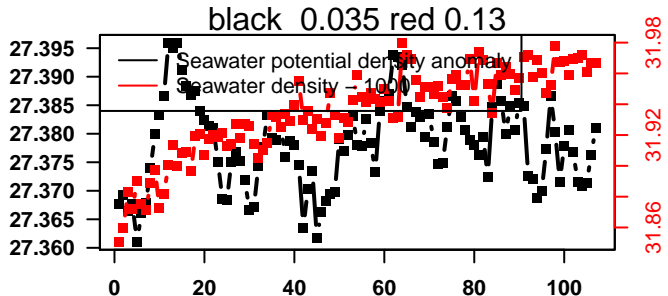 black 0.035 red 0.13
27.395
27.390
27.385
27.380
27.375
27.370
27.365
27.360
Seawater potential density anomaly
Seawater density − 1000
31.98
31.92
31.86
0 20 40 60 80 100